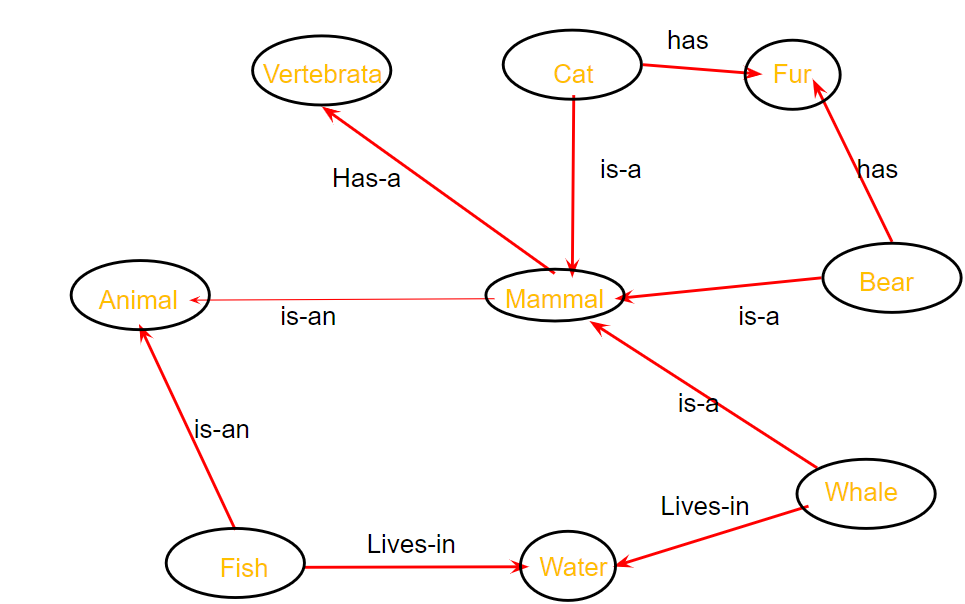 has
Vertebrata
Cat
Fur
Has-a
is-a
has
Animal
Mammal
Bear
is-an
is-a
is-a
is-an
Whale
Lives-in
Lives-in
Fish
Water